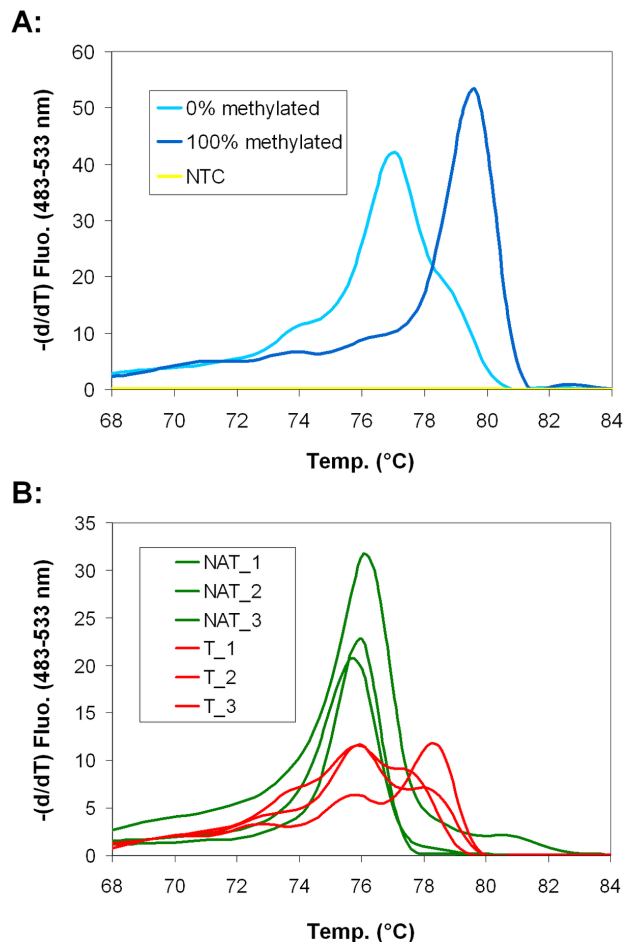 A:
60
50
40
30
20
10
0
-(d/dT) Fluo. (483-533 nm)
0% methylated
100% methylated
NTC
68 70 72 74 76 78 80 82 84
Temp. (°C)
B:
35
30
25
20
15
10
5
0
-(d/dT) Fluo. (483-533 nm)
NAT_1
NAT_2
NAT_3
T_1
T_2
T_3
68 70 72 74 76 78 80 82 84
Temp. (°C)